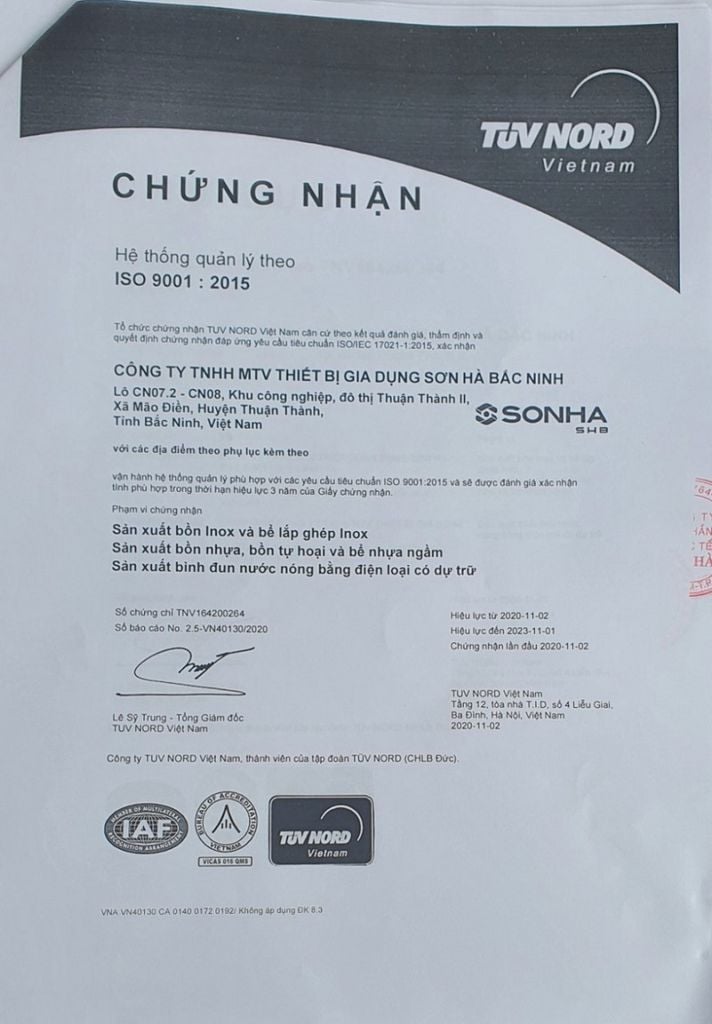 TÜV NORD
Vietnam
CHỨNG NHẬN
Hệ thống quản lý theo
ISO 9001 : 2015
Tổ chức chứng nhận TUV NORD Việt Nam căn cứ theo kết quả đánh giá, thẩm định và
quyết định chứng nhận đáp ứng yêu cầu tiêu chuẩn ISO/IEC 17021-1:2015, xác nhận
CÔNG TY TNHH MTV THIẾT BỊ GIA DỤNG SƠN HÀ BẮC NINH
Lô CN07.2 - CN08, Khu công nghiệp, đô thị Thuận Thành II,
Xã Mão Điền, Huyện Thuận Thành,
Tỉnh Bắc Ninh, Việt Nam
SONHA
SHB
với các địa điểm theo phụ lục kèm theo
vận hành hệ thống quản lý phù hợp với các yêu cầu tiêu chuẩn ISO 9001:2015 và sẽ được đánh giá xác nhận
tính phù hợp trong thời hạn hiệu lực 3 năm của Giấy chứng nhận.
Phạm vi chứng nhận
Sản xuất bồn Inox và bể lắp ghép Inox
Sản xuất bồn nhựa, bồn tự hoại và bể nhựa ngầm
Sản xuất bình đun nước nóng bằng điện loại có dự trữ
Số chứng chỉ TNV164200264
Số báo cáo No. 2.5-VN40130/2020
Hiệu lực từ 2020-11-02
Hiệu lực đến 2023-11-01
Chứng nhận lần đầu 2020-11-02
Lê Sỹ Trung - Tổng Giám đốc
TUV NORD Việt Nam
TUV NORD Việt Nam
Tầng 12, tòa nhà T.I.D, số 4 Liễu Giai,
Ba Đình, Hà Nội, Việt Nam
2020-11-02
Công ty TUV NORD Việt Nam, thành viên của tập đoàn TÜV NORD (CHLB Đức).
MEMBER OF MULTILATERAL
IAF
RECOGNITION ARRANGEMENT
BUREAU OF ACCREDITATION
VIETNAM
VICAS 016 QMS
TÜV NORD
Vietnam
VNA.VN40130 CA 0140 0172 0192/ Không áp dụng ĐK 8.3